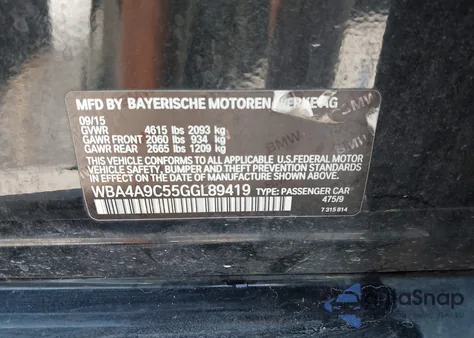 MFD BY BAYERISCHE MOTOREN WERKE AG
09/15
GVWR 4615 lbs 2093 kg
GAWR FRONT 2060 lbs 934 kg
GAWR REAR 2665 lbs 1209 kg
THIS VEHICLE CONFORMS TO ALL APPLICABLE U.S.FEDERAL MOTOR
VEHICLE SAFETY, BUMPER AND THEFT PREVENTION STANDARDS IN
EFFECT ON THE DATE OF MANUFACTURE SHOWN ABOVE.
WBA4A9C55GGL89419 TYPE: PASSENGER CAR
475/9
7 315 814
BMW
BMW
AutaSnap